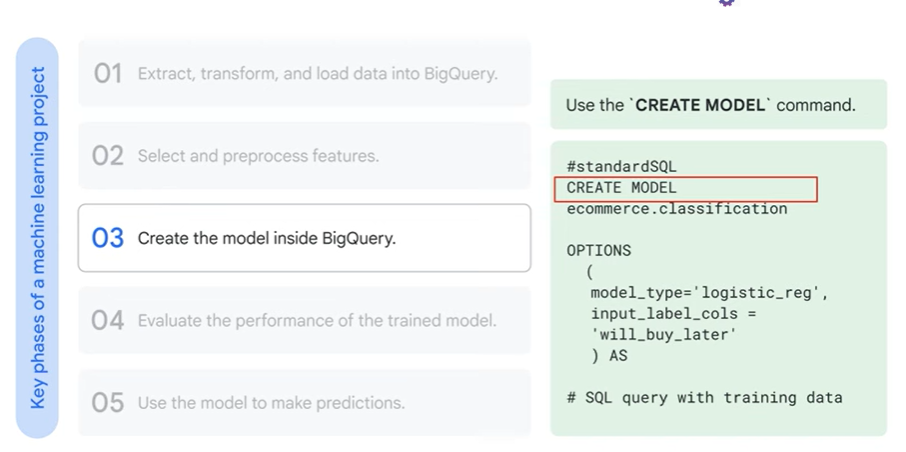 Key phases of a machine learning project
01 Extract, transform, and load data into BigQuery.
02 Select and preprocess features.
03 Create the model inside BigQuery.
04 Evaluate the performance of the trained model.
05 Use the model to make predictions.
Use the `CREATE MODEL` command.
#standardSQL
CREATE MODEL
ecommerce.classification
OPTIONS
(
model_type='logistic_reg',
input_label_cols =
'will_buy_later'
) AS
# SQL query with training data